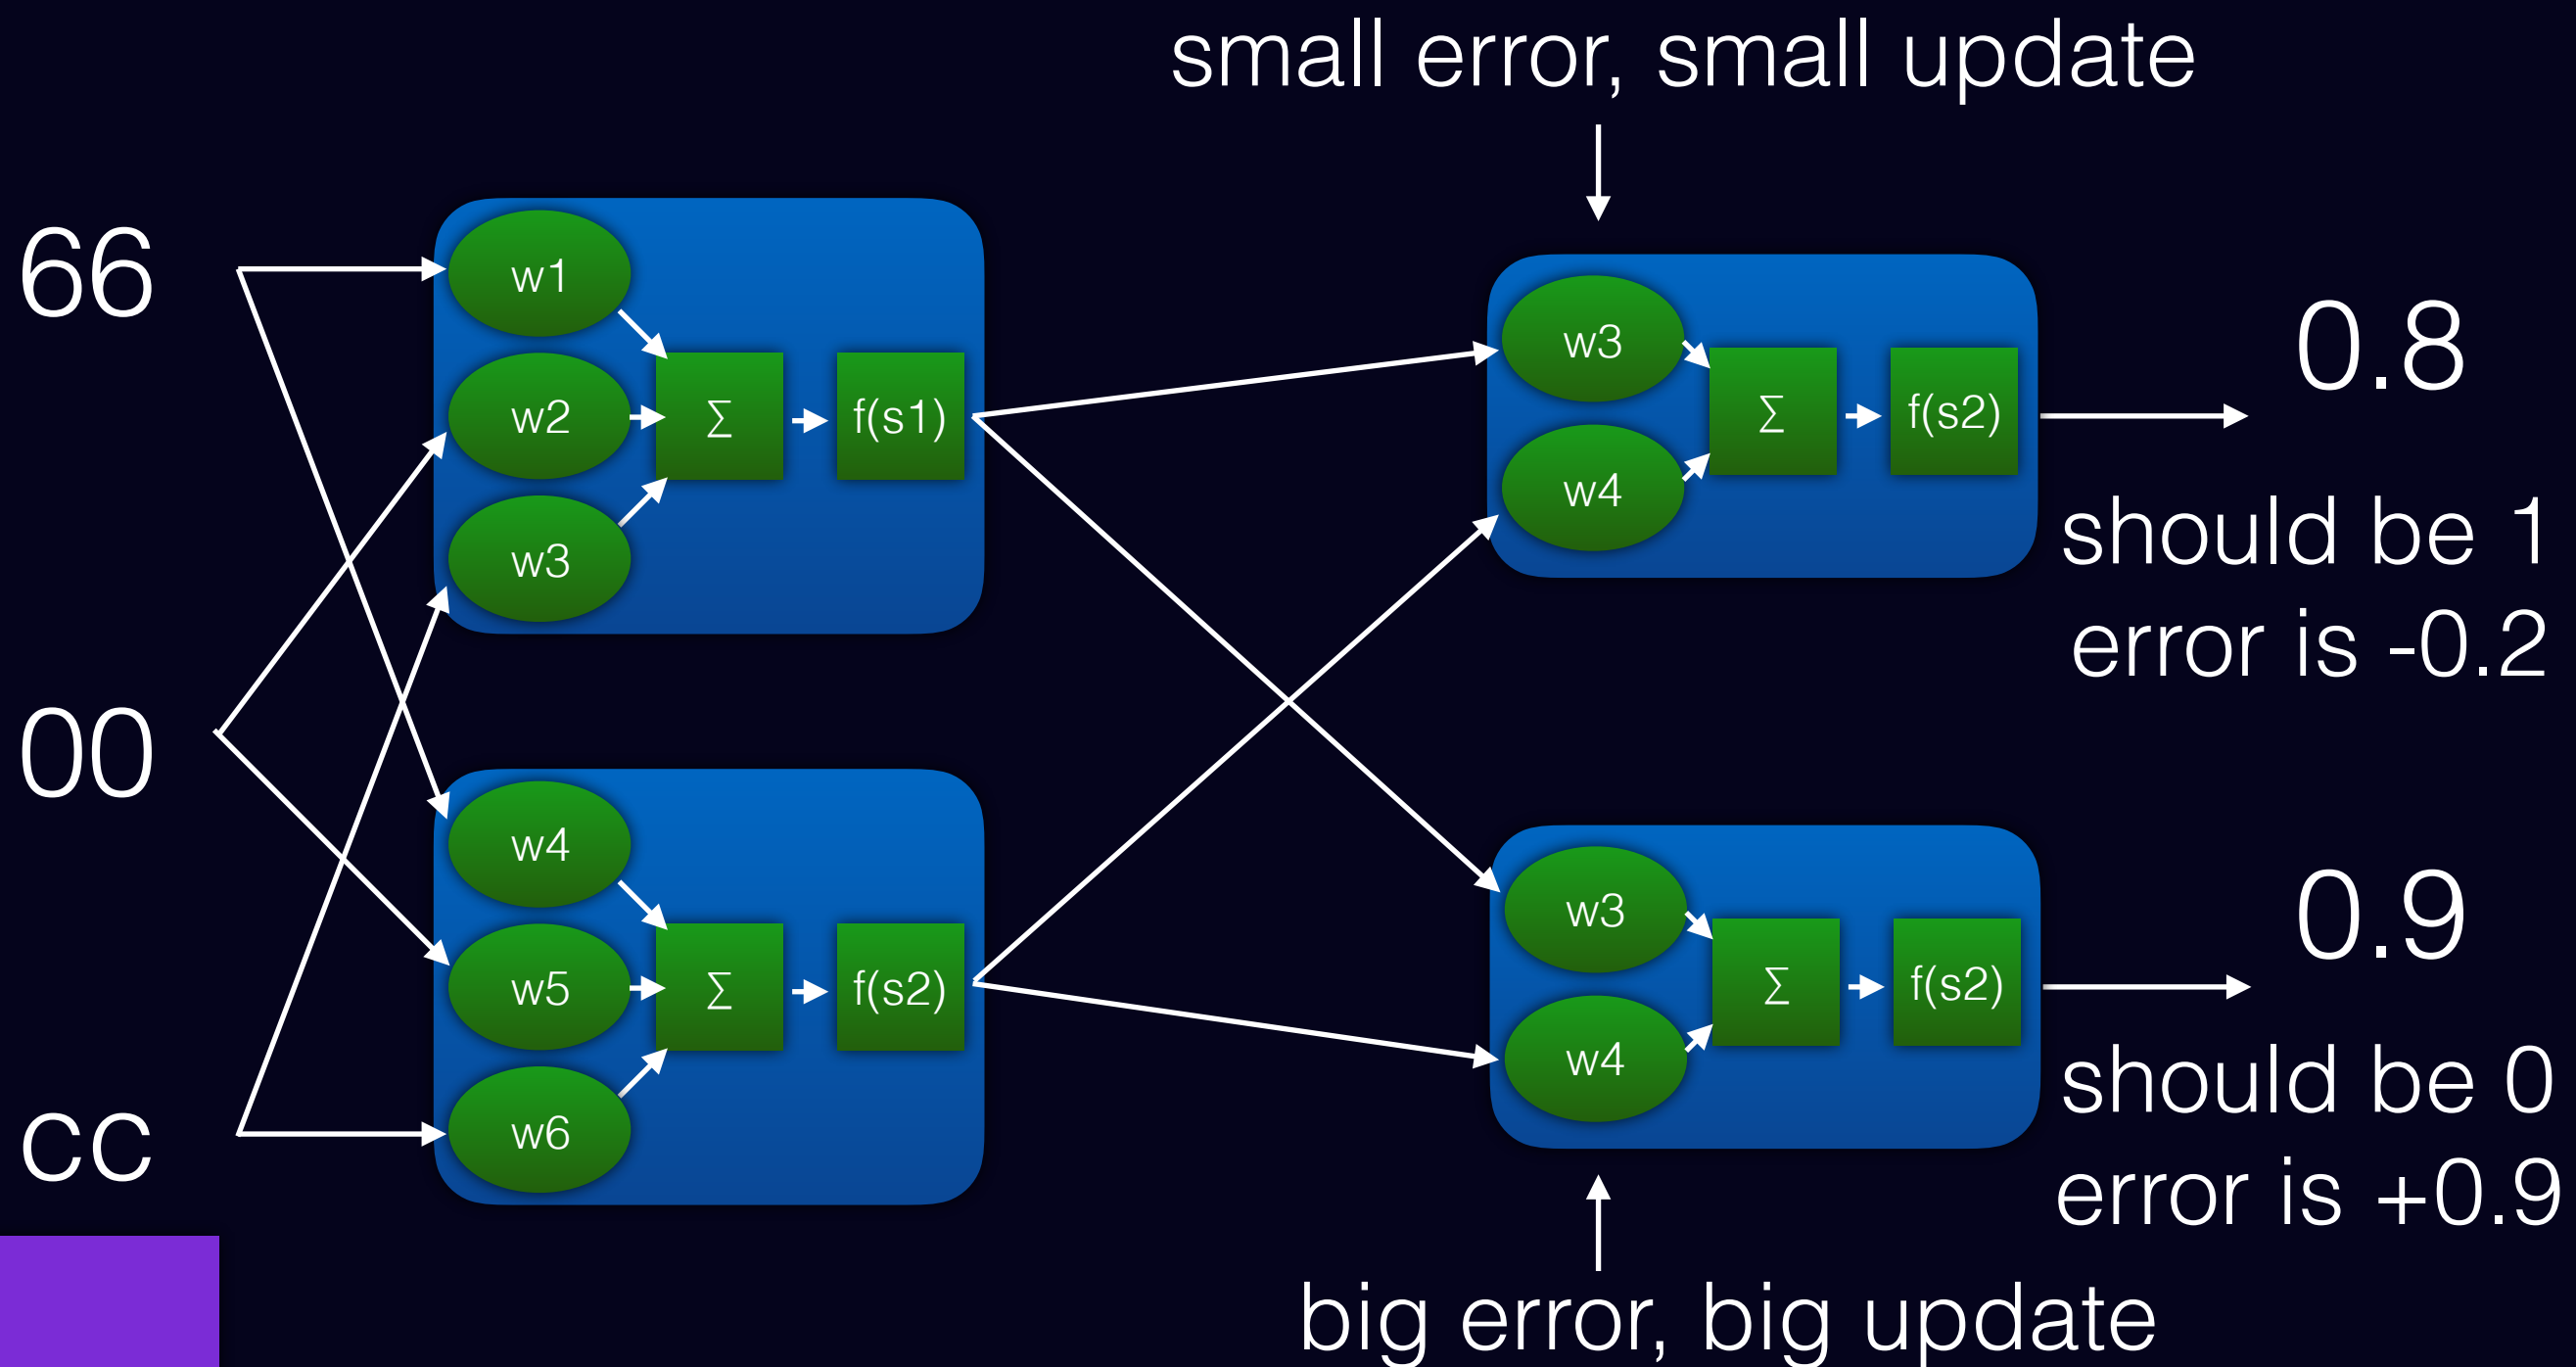 small error, small update
66
00
cc
w1
w2
w3
∑
f(s1)
w4
w5
w6
∑
f(s2)
w3
w4
∑
f(s2)
0.8
should be 1
error is -0.2
w3
w4
∑
f(s2)
0.9
should be 0
error is +0.9
big error, big update